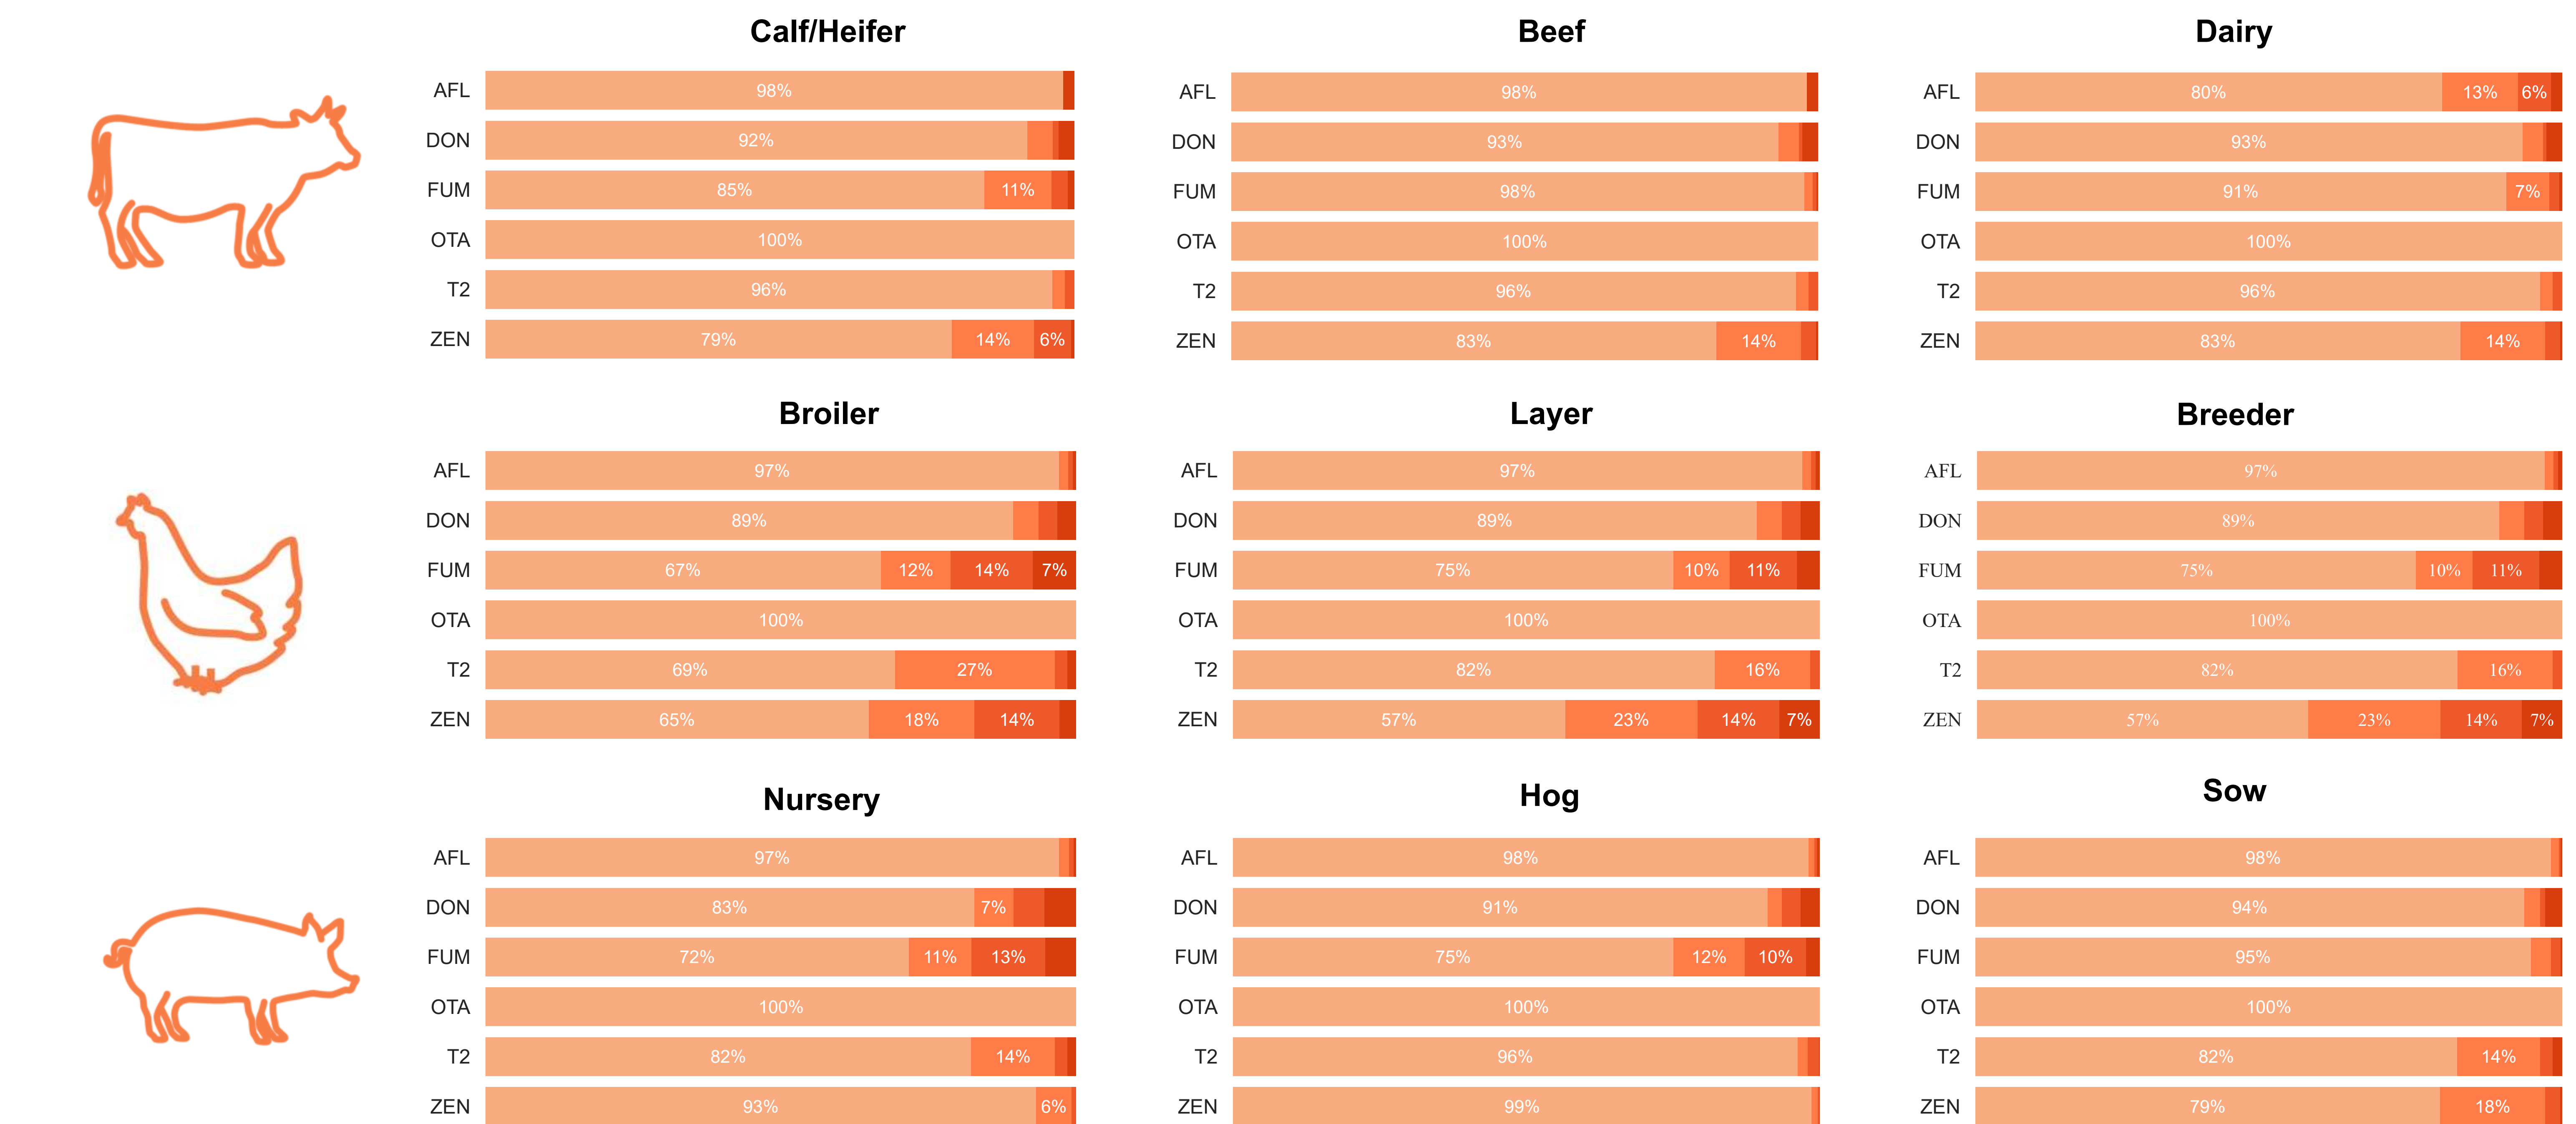 Calf/Heifer
AFL 98%
DON 92%
FUM 85% 11%
OTA 100%
T2 96%
ZEN 79% 14% 6%
Beef
AFL 98%
DON 93%
FUM 98%
OTA 100%
T2 96%
ZEN 83% 14%
Dairy
AFL 80% 13% 6%
DON 93%
FUM 91% 7%
OTA 100%
T2 96%
ZEN 83% 14%
Broiler
AFL 97%
DON 89%
FUM 67% 12% 14% 7%
OTA 100%
T2 69% 27%
ZEN 65% 18% 14%
Layer
AFL 97%
DON 89%
FUM 75% 10% 11%
OTA 100%
T2 82% 16%
ZEN 57% 23% 14% 7%
Breeder
AFL 97%
DON 89%
FUM 75% 10% 11%
OTA 100%
T2 82% 16%
ZEN 57% 23% 14% 7%
Nursery
AFL 97%
DON 83% 7%
FUM 72% 11% 13%
OTA 100%
T2 82% 14%
ZEN 93% 6%
Hog
AFL 98%
DON 91%
FUM 75% 12% 10%
OTA 100%
T2 96%
ZEN 99%
Sow
AFL 98%
DON 94%
FUM 95%
OTA 100%
T2 82% 14%
ZEN 79% 18%